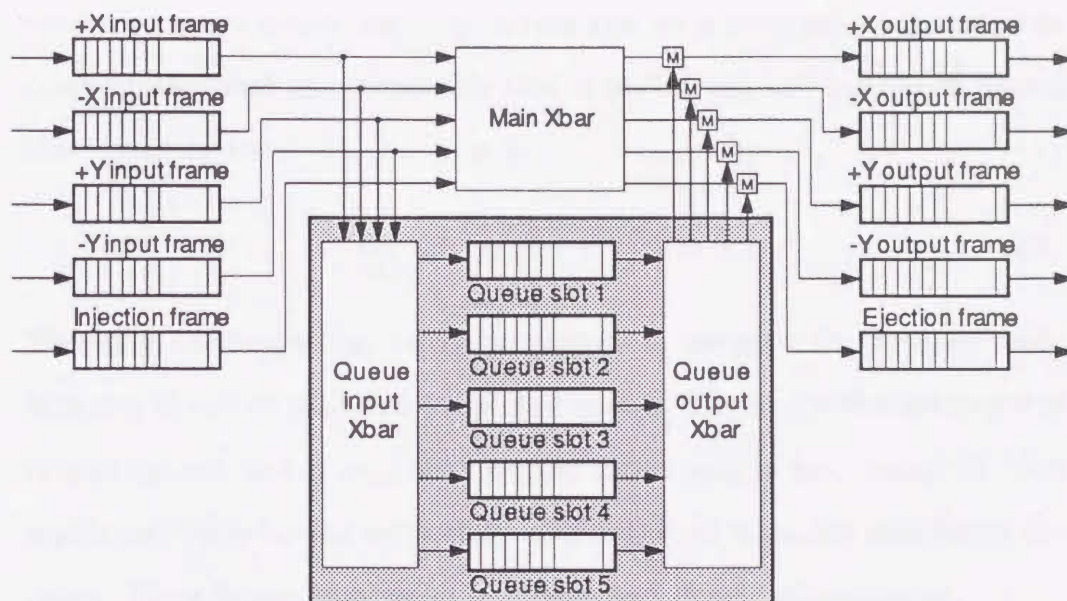 +X input frame
-X input frame
+Y input frame
-Y input frame
Injection frame
Main Xbar
M
M
M
M
M
+X output frame
-X output frame
+Y output frame
-Y output frame
Ejection frame
Queue
input
Xbar
Queue slot 1
Queue slot 2
Queue slot 3
Queue slot 4
Queue slot 5
Queue
output
Xbar